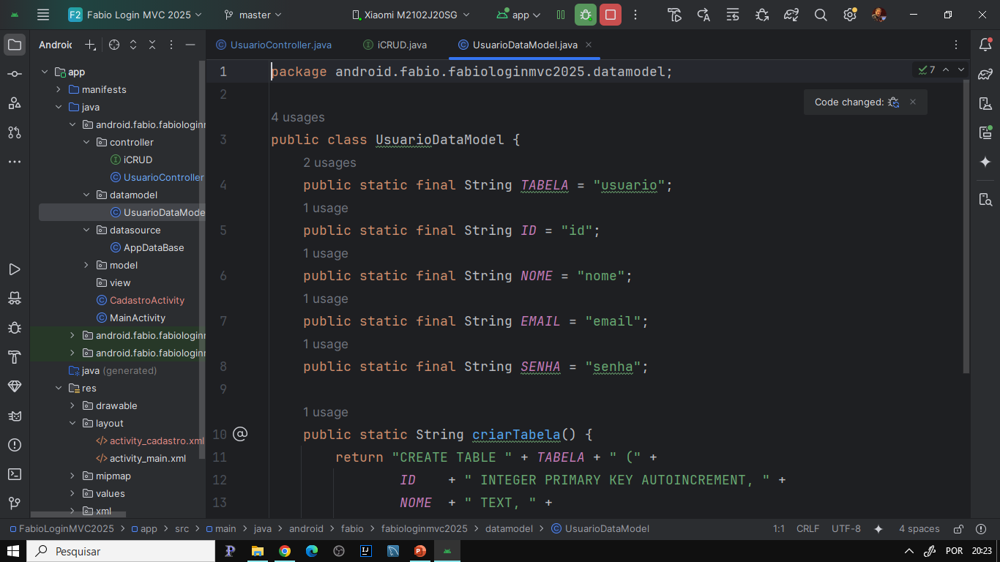 F2 Fabio Login MVC 2025 master Xiaomi M2102J20SG app
Android
UsuarioController.java iCRUD.java UsuarioDataModel.java
app
manifests
java
android.fabio.fabiologinm
controller
iCRUD
UsuarioController
datamodel
UsuarioDataMode
datasource
AppDataBase
model
view
CadastroActivity
MainActivity
android.fabio.fabiologinm
android.fabio.fabiologinm
java (generated)
res
drawable
layout
activity_cadastro.xml
activity_main.xml
mipmap
values
xml
7
Code changed:
1 package android.fabio.fabiologinmvc2025.datamodel;
2
4 usages
3 public class UsuarioDataModel {
2 usages
4 public static final String TABELA = "usuario";
1 usage
5 public static final String ID = "id";
1 usage
6 public static final String NOME = "nome";
1 usage
7 public static final String EMAIL = "email";
1 usage
8 public static final String SENHA = "senha";
9
1 usage
10 public static String criarTabela() {
11 return "CREATE TABLE " + TABELA + " (" +
12 ID + " INTEGER PRIMARY KEY AUTOINCREMENT, " +
13 NOME + " TEXT, " +
FabioLoginMVC2025 app src main java android fabio fabiologinmvc2025 datamodel UsuarioDataModel 1:1 CRLF UTF-8 4 spaces
Pesquisar POR 20:23